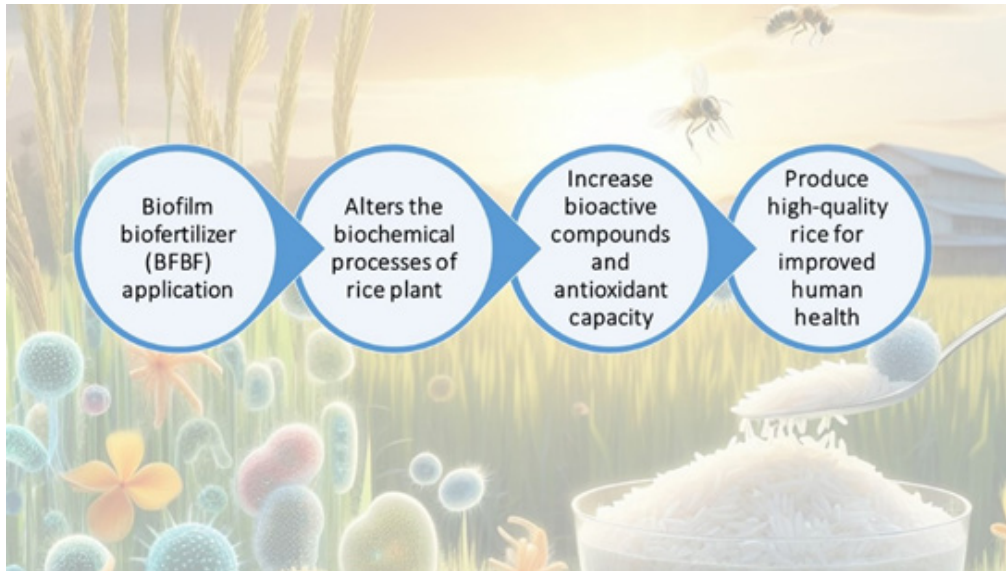 Biofilm
biofertilizer
(BFBF)
application
Alters the
biochemical
processes of
rice plant
Increase
bioactive
compounds
and
antioxidant
capacity
Produce
high-quality
rice for
improved
human
health